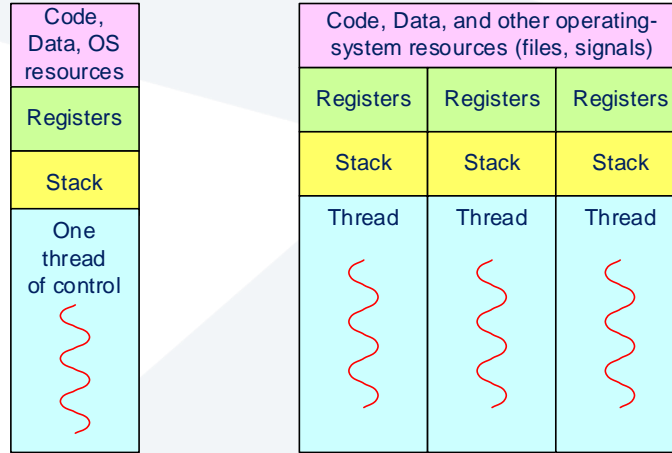 Code,
Data, OS
resources
Registers
Stack
One
thread
of control
Code, Data, and other operating-
system resources (files, signals)
Registers
Registers
Registers
Stack
Stack
Stack
Thread
Thread
Thread